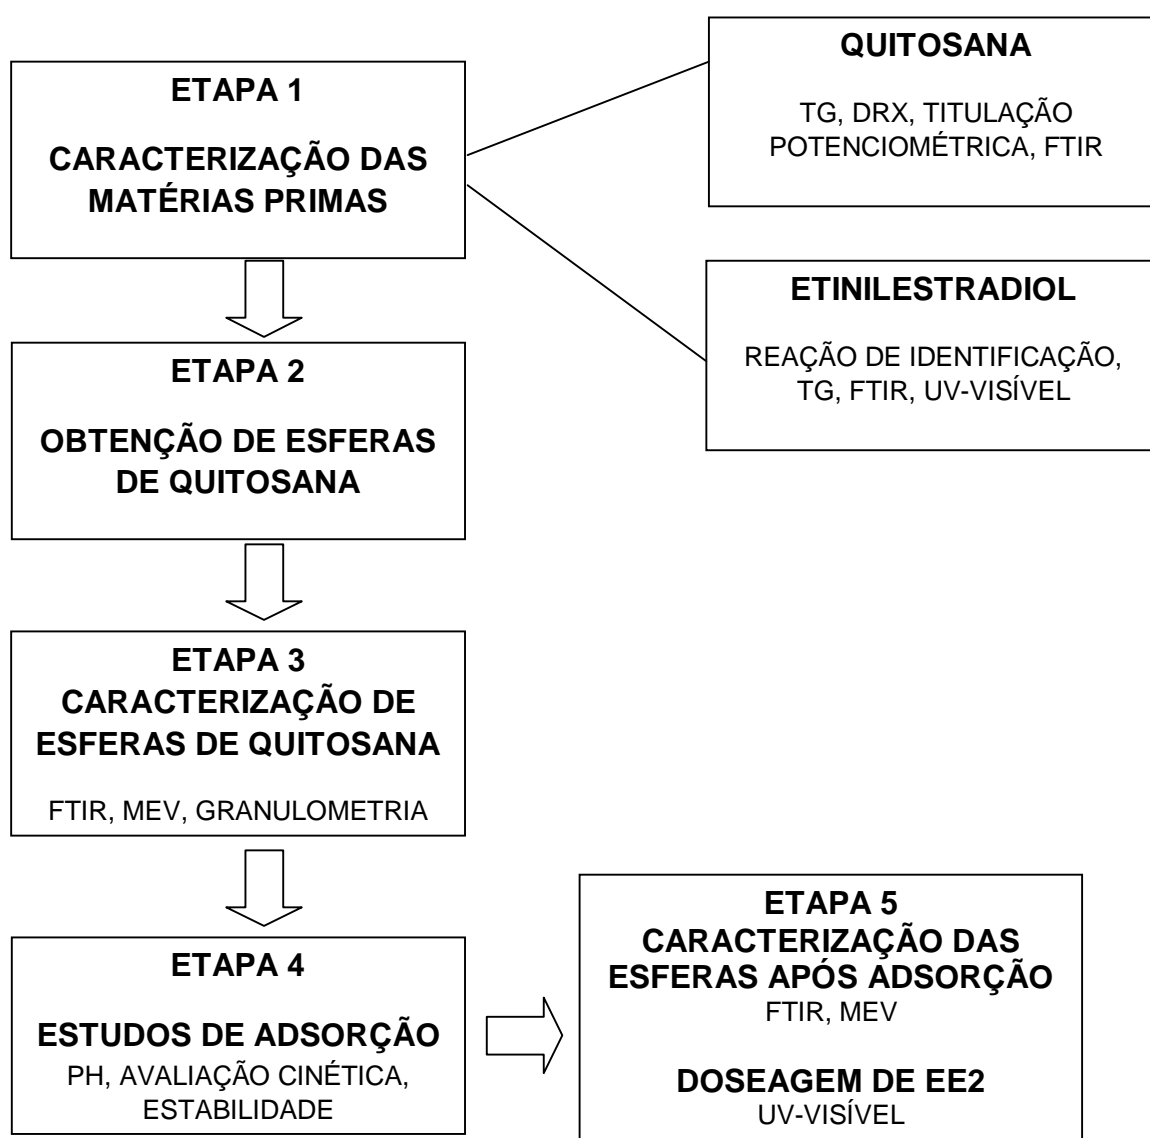 ETAPA 1
CARACTERIZAÇÃO DAS
MATÉRIAS PRIMAS
QUITOSANA
TG, DRX, TITULAÇÃO
POTENCIOMÉTRICA, FTIR
ETINILESTRADIOL
REAÇÃO DE IDENTIFICAÇÃO,
TG, FTIR, UV-VISÍVEL
ETAPA 2
OBTENÇÃO DE ESFERAS
DE QUITOSANA
ETAPA 3
CARACTERIZAÇÃO DE
ESFERAS DE QUITOSANA
FTIR, MEV, GRANULOMETRIA
ETAPA 4
ESTUDOS DE ADSORÇÃO
PH, AVALIAÇÃO CINÉTICA,
ESTABILIDADE
ETAPA 5
CARACTERIZAÇÃO DAS
ESFERAS APÓS ADSORÇÃO
FTIR, MEV
DOSEAGEM DE EE2
UV-VISÍVEL